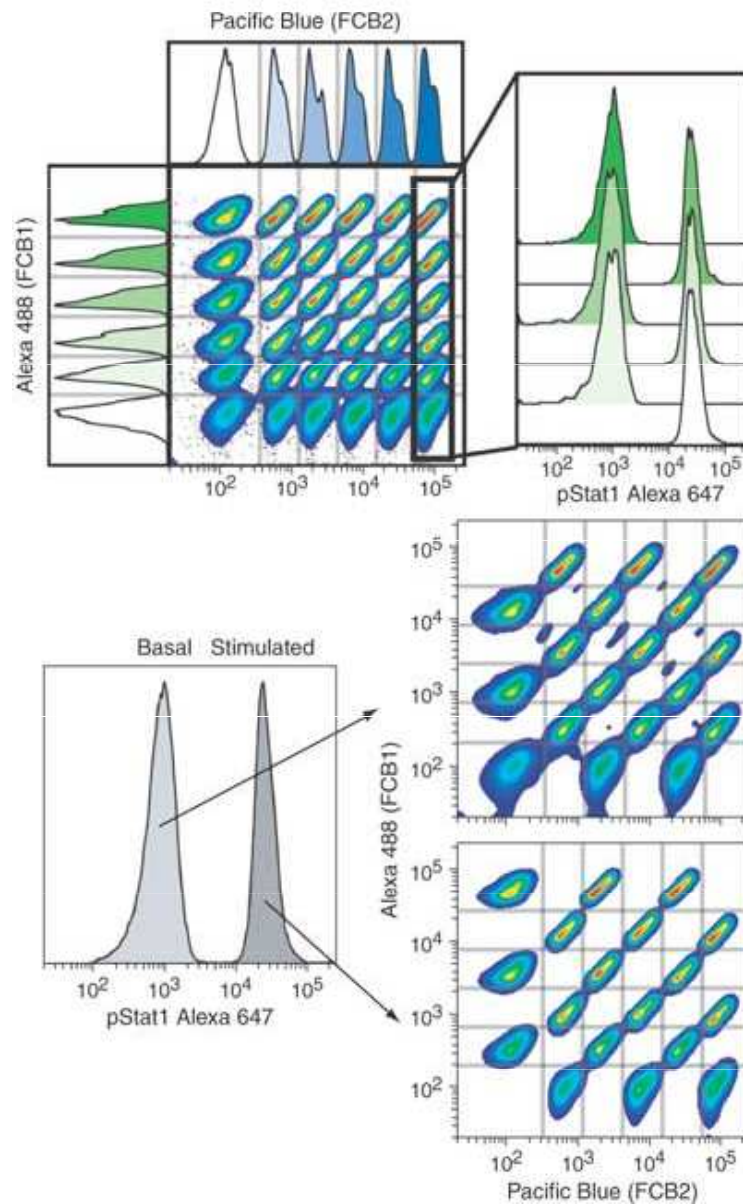 Pacific Blue (FCB2)
Alexa 488 (FCB1)
10² 10³ 10⁴ 10⁵
10² 10³ 10⁴ 10⁵
pStat1 Alexa 647
Basal Stimulated
10² 10³ 10⁴ 10⁵
pStat1 Alexa 647
Alexa 488 (FCB1)
10⁵
10⁴
10³
10²
10⁵
10⁴
10³
10²
10² 10³ 10⁴ 10⁵
Pacific Blue (FCB2)